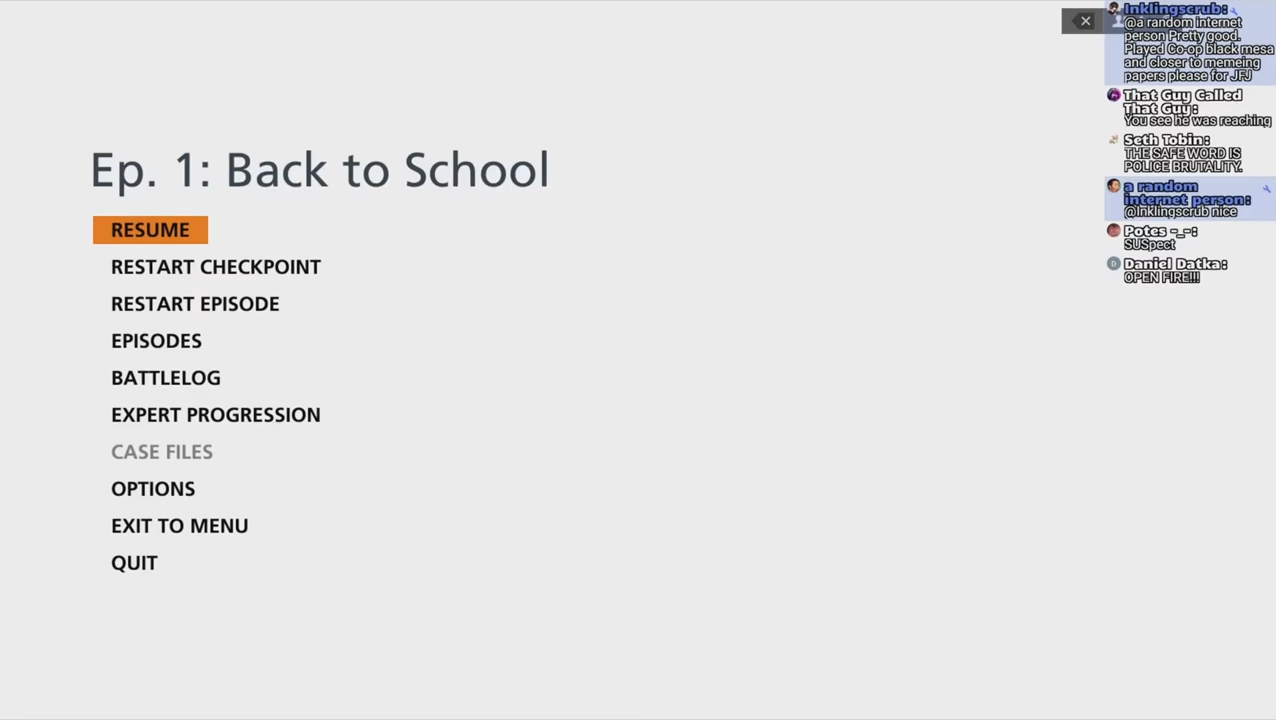 Ep. 1: Back to School
RESUME
RESTART CHECKPOINT
RESTART EPISODE
EPISODES
BATTLELOG
EXPERT PROGRESSION
CASE FILES
OPTIONS
EXIT TO MENU
QUIT
Inklingscrub:
@a random internet
person Pretty good.
Played Co-op black mesa
and closer to memeing
papers please for JFJ
That Guy Called
That Guy:
You see he was reaching
Seth Tobin:
THE SAFE WORD IS
POLICE BRUTALITY.
a random
internet person:
@Inklingscrub nice
Potes -_-:
SUSpect
D Daniel Datka:
OPEN FIRE!!!